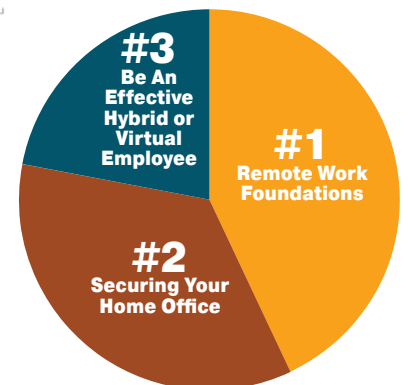 #3
Be An
Effective
Hybrid or
Virtual
Employee
#1
Remote Work
Foundations
#2
Securing Your
Home Office